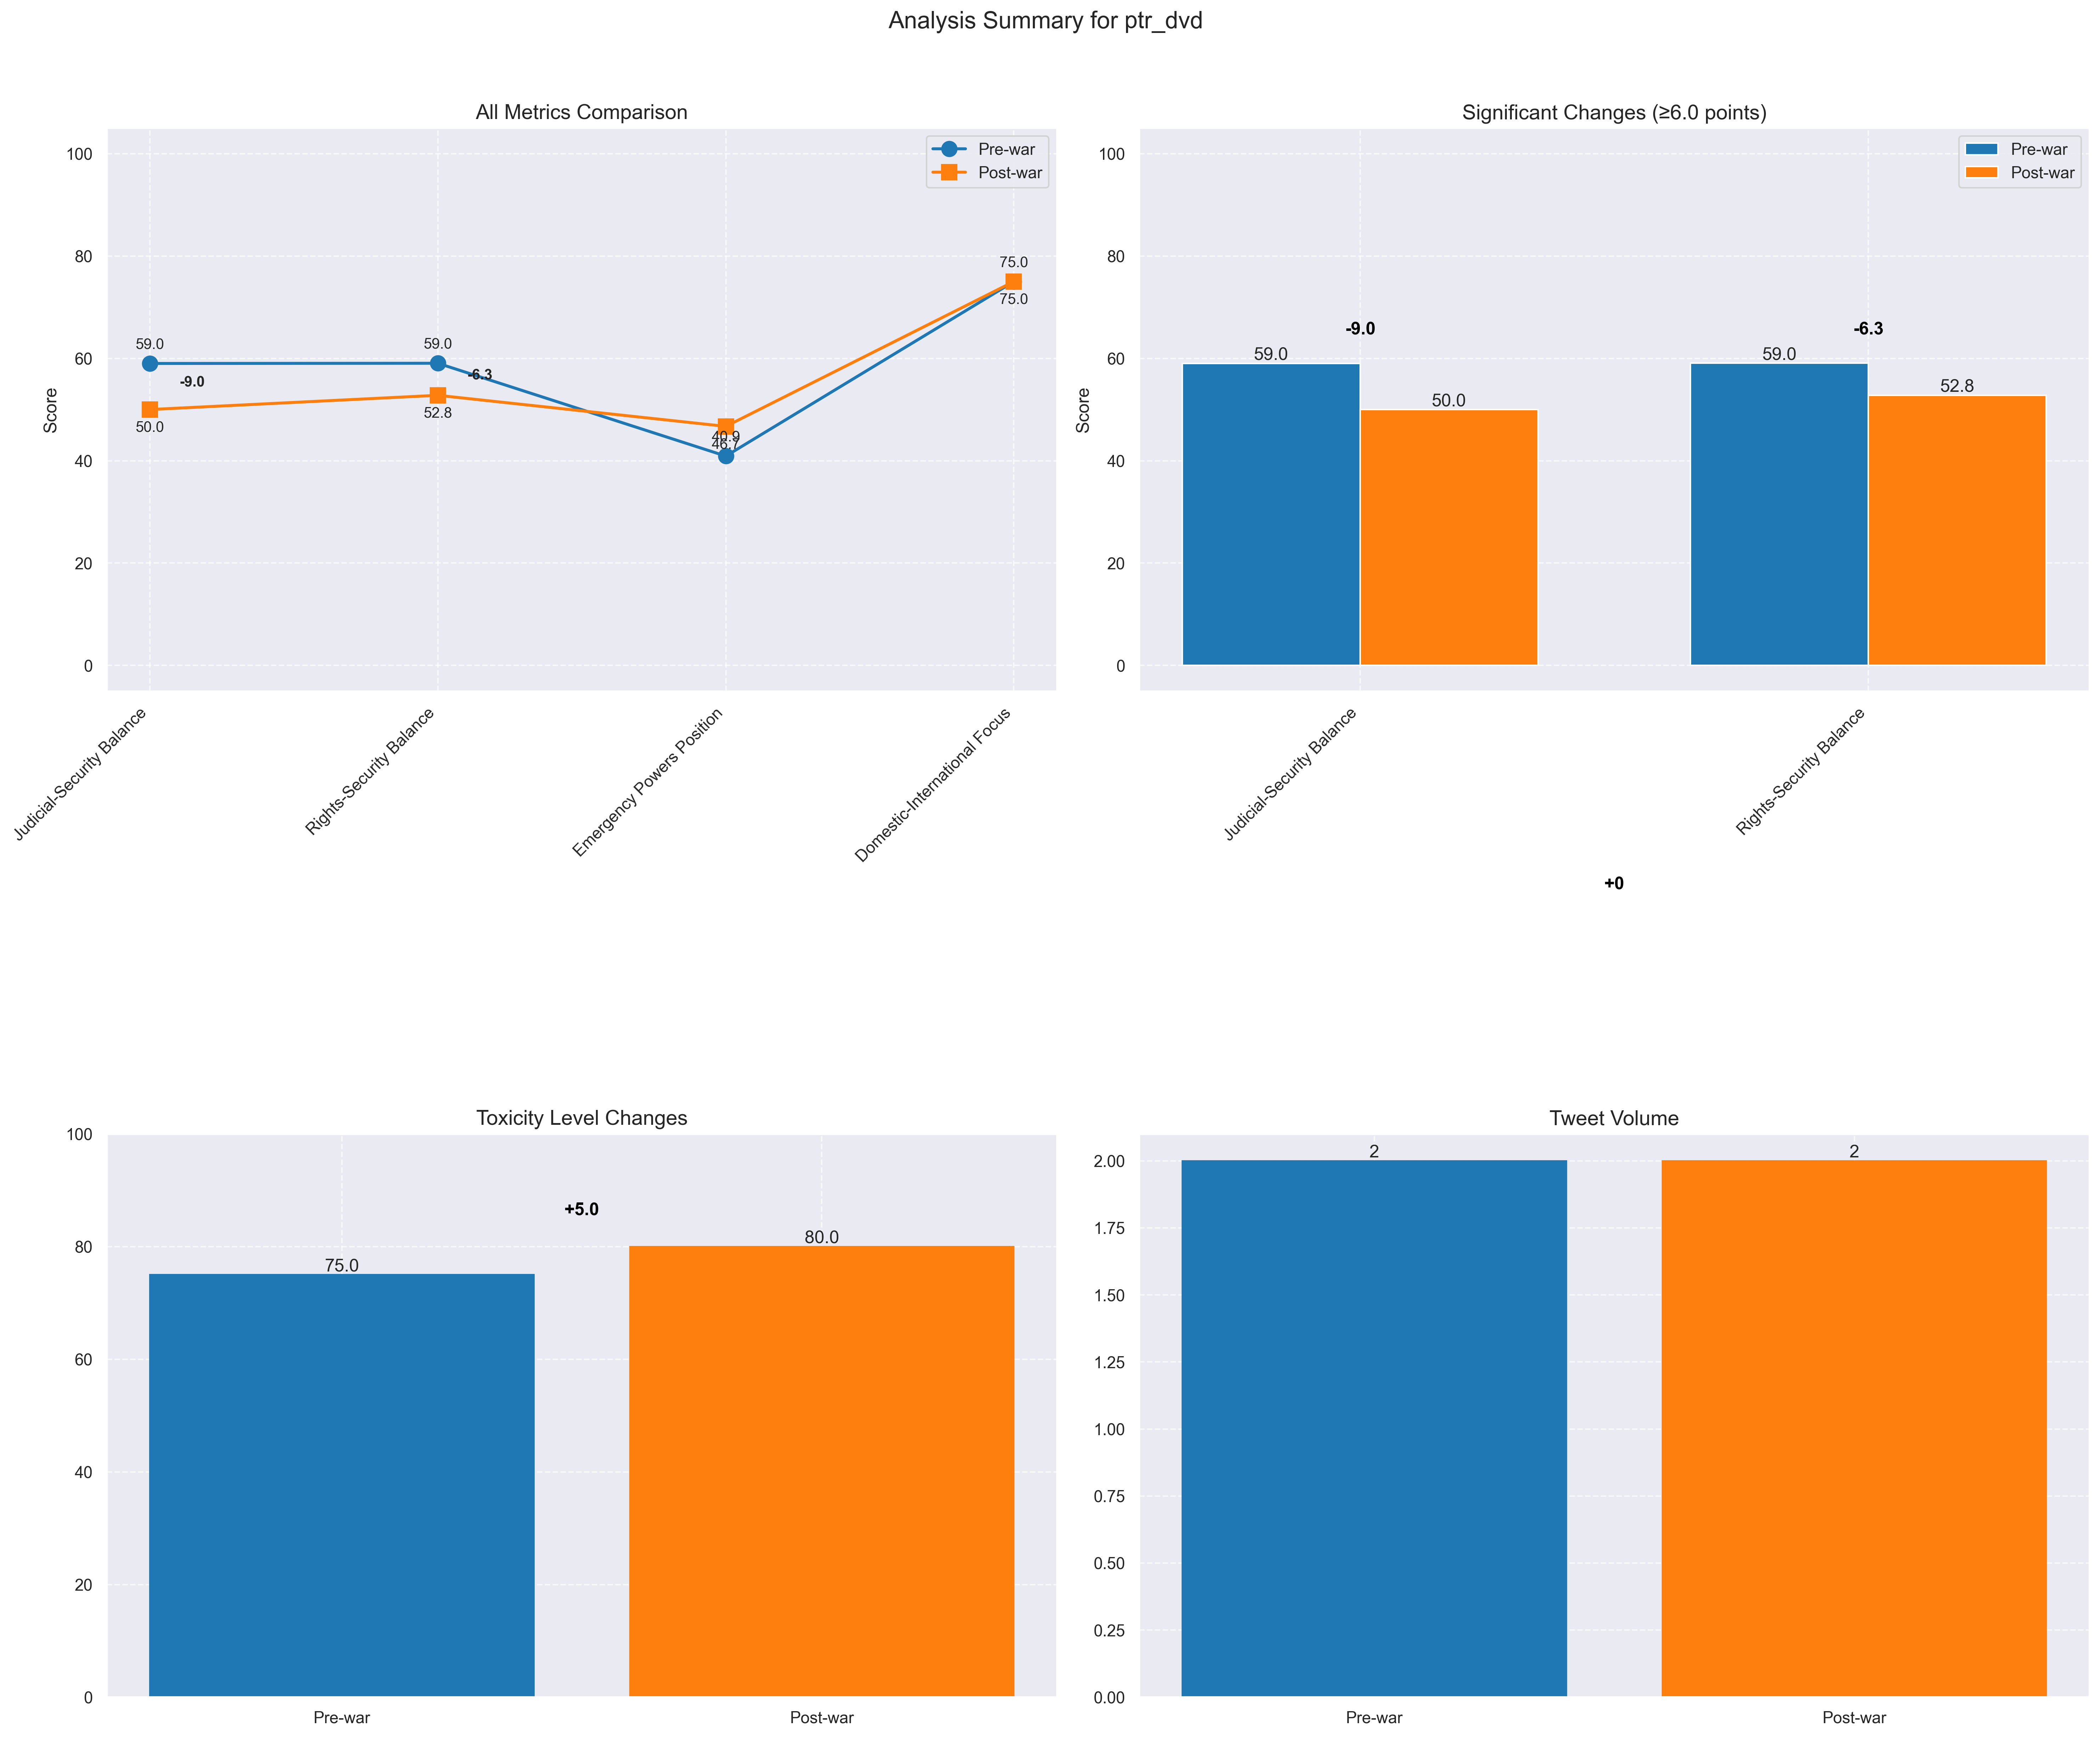 Analysis Summary for ptr_dvd
All Metrics Comparison
Score
100
80
60
40
20
0
Pre-war
Post-war
59.0
-9.0
50.0
59.0
-6.3
52.8
40.9
46.7
75.0
75.0
Judicial-Security Balance
Rights-Security Balance
Emergency Powers Position
Domestic-International Focus
Significant Changes (≥6.0 points)
Score
100
80
60
40
20
0
Pre-war
Post-war
-9.0
59.0
50.0
-6.3
59.0
52.8
Judicial-Security Balance
Rights-Security Balance
Toxicity Level Changes
100
80
60
40
20
0
+5.0
75.0
80.0
Pre-war
Post-war
+0
Tweet Volume
2.00
1.75
1.50
1.25
1.00
0.75
0.50
0.25
0.00
2
2
Pre-war
Post-war